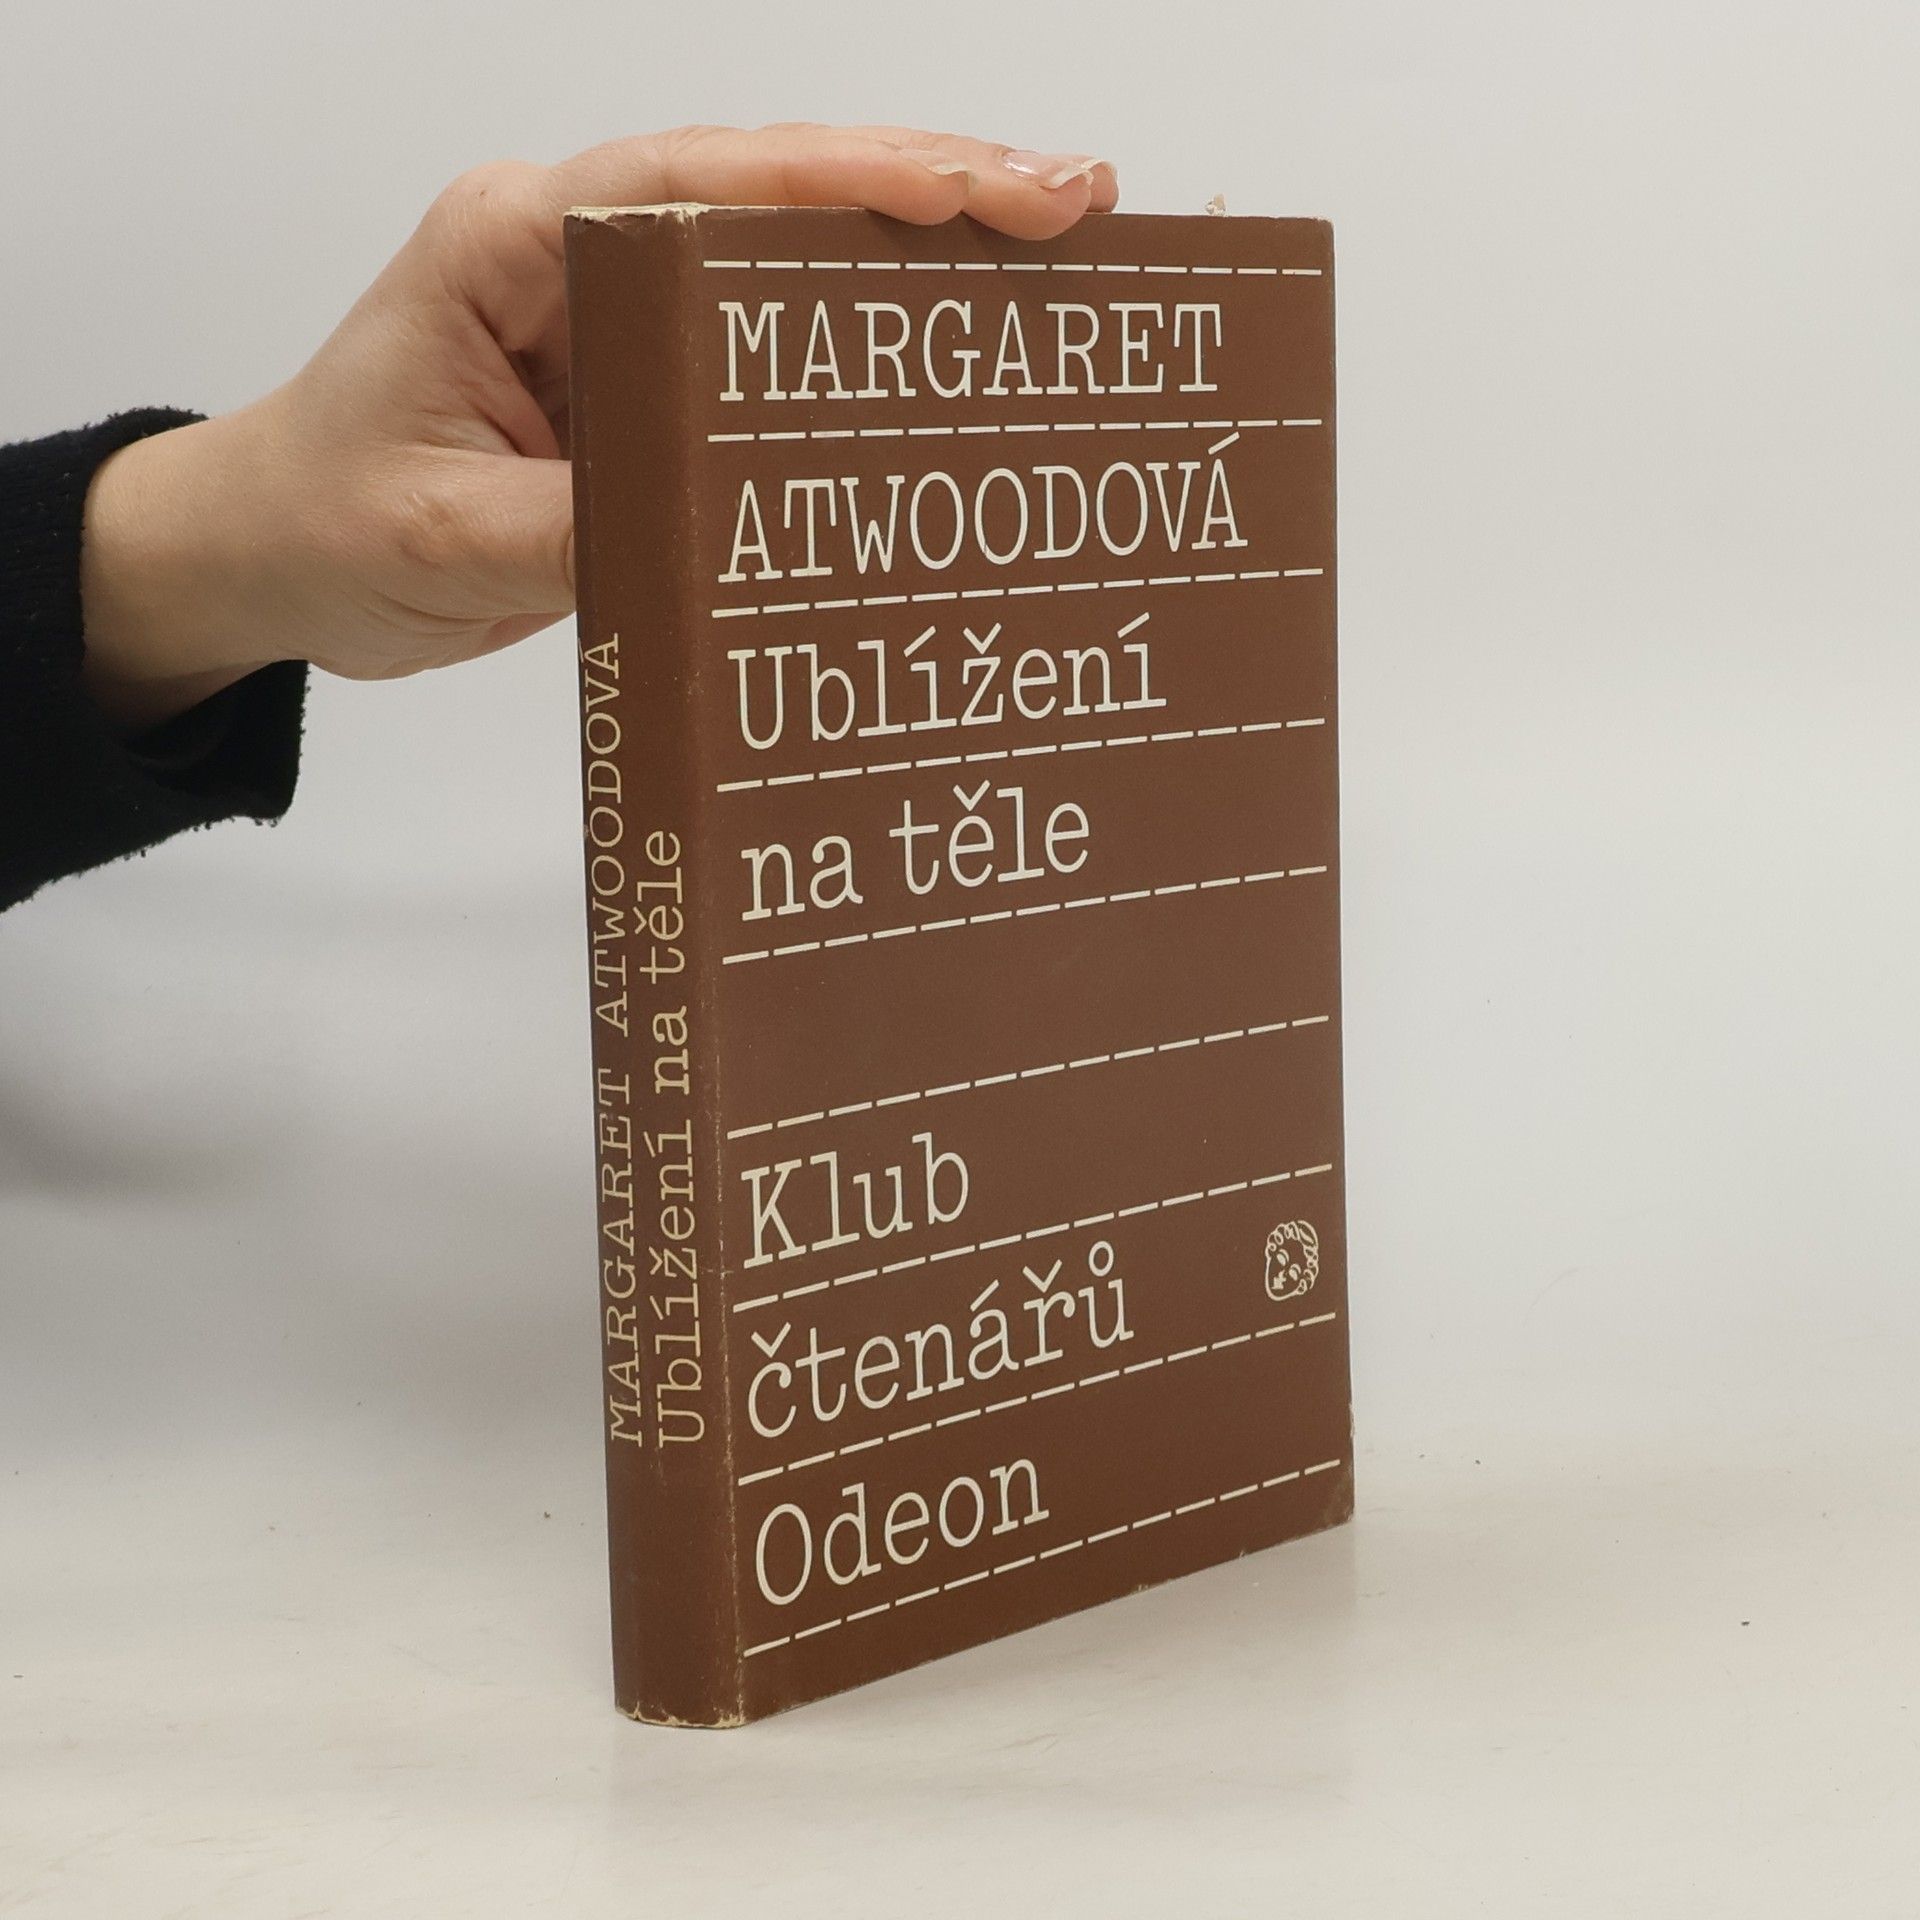 MARGARET
ATWOODOVÁ
Ublížení
na těle
Klub
čtenářů
Odeon
MARGARET ATWOODOVÁ
Ublížení na těle